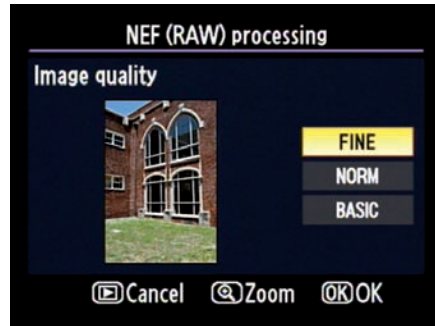 NEF (RAW) processing
Image quality
FINE
NORM
BASIC
Cancel Zoom OK OK